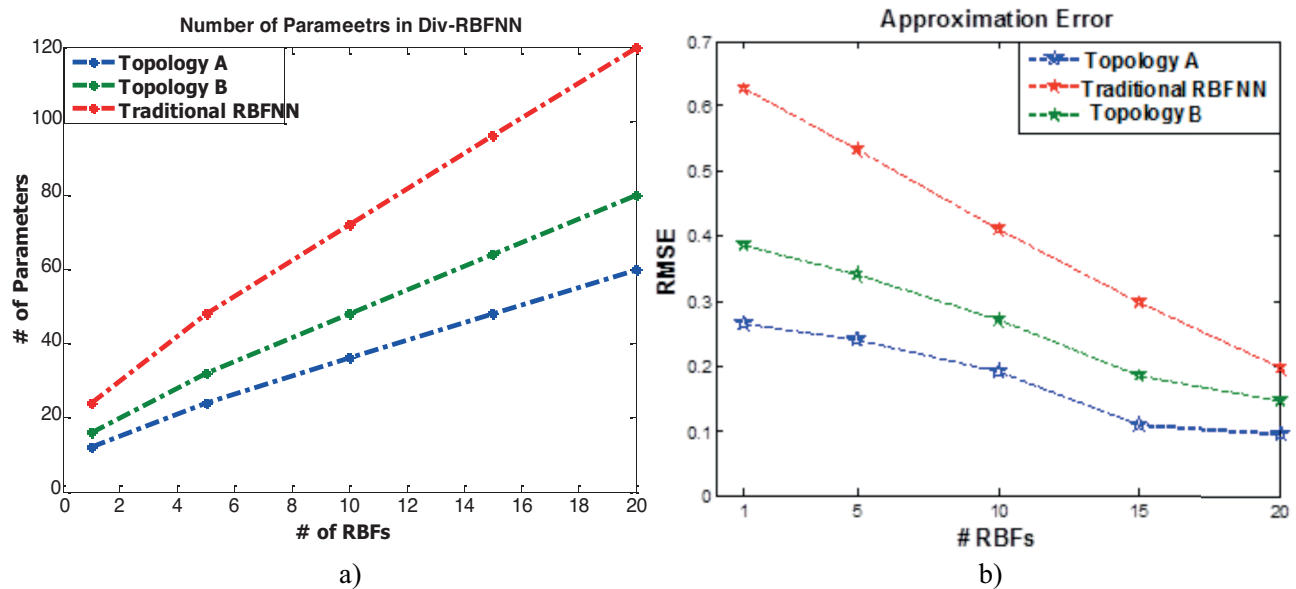 Number of Parameetrs in Div-RBFNN
120
100
80
60
40
20
0
# of Parameters
Topology A
Topology B
Traditional RBFNN
0 2 4 6 8 10 12 14 16 18 20
# of RBFs
a)
Approximation Error
0.7
0.6
0.5
0.4
0.3
0.2
0.1
0
RMSE
Topology A
Traditional RBFNN
Topology B
1 5 10 15 20
# RBFs
b)